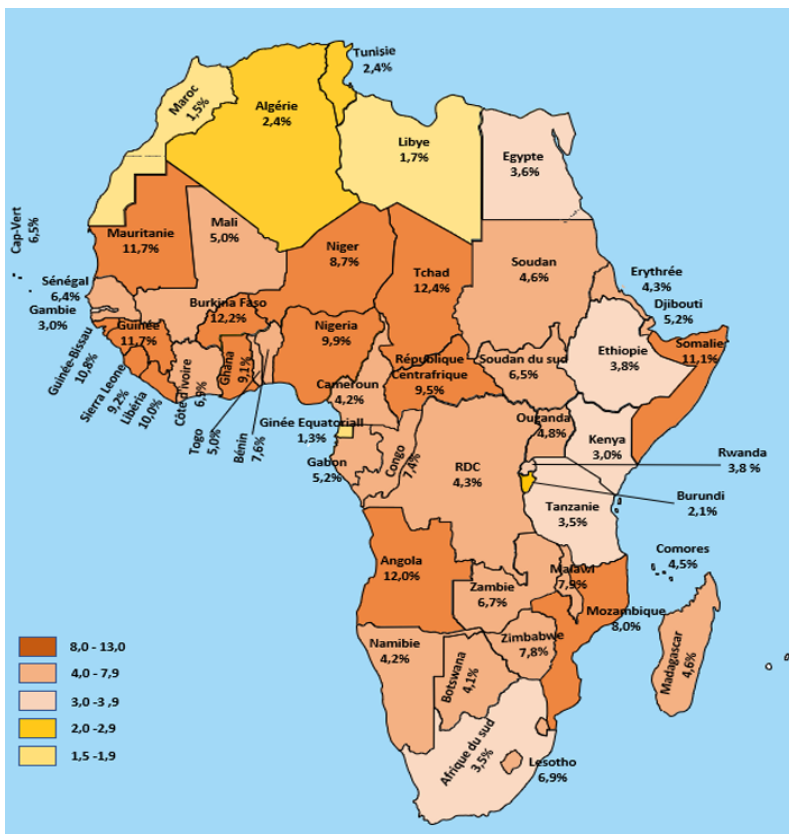 Tunisie
2,4%
Maroc
1,5%
Algérie
2,4%
Libye
1,7%
Egypte
3,6%
Cap-Vert
6,5%
Mauritanie
11,7%
Mali
5,0%
Niger
8,7%
Tchad
12,4%
Soudan
4,6%
Erythrée
4,3%
Djibouti
5,2%
Sénégal
6,4%
Gambie
3,0%
Guinée-Bissau
10,8%
Guinée
11,7%
Burkina Faso
12,2%
Nigeria
9,9%
République
Centrafrique
9,5%
Soudan du sud
6,5%
Ethiopie
3,8%
Somalie
11,1%
Sierra Leone
9,2%
Libéria
10,0%
Côte d'ivoire
6,9%
Ghana
9,1%
Togo
5,0%
Bénin
7,6%
Cameroun
4,2%
Ginée Equatoriall
1,3%
Gabon
5,2%
Congo
7,4%
RDC
4,3%
Ouganda
4,8%
Kenya
3,0%
Rwanda
3,8 %
Burundi
2,1%
Tanzanie
3,5%
Comores
4,5%
Angola
12,0%
Zambie
6,7%
Malawi
7,9%
Mozambique
8,0%
Madagascar
4,6%
Namibie
4,2%
Botswana
4,1%
Zimbabwe
7,8%
Afrique du sud
3,5%
Lesotho
6,9%
8,0 - 13,0
4,0 - 7,9
3,0 -3 ,9
2,0 -2,9
1,5 -1,9